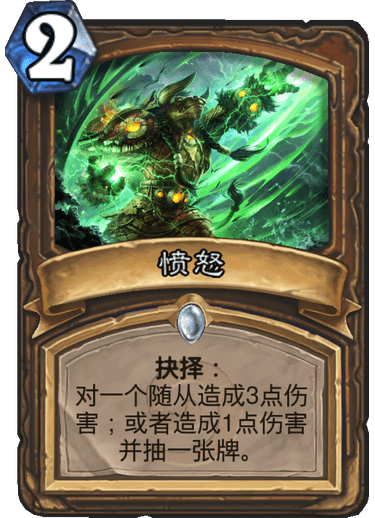 2
愤怒
抉择：
对一个随从造成3点伤
害；或者造成1点伤害
并抽一张牌。